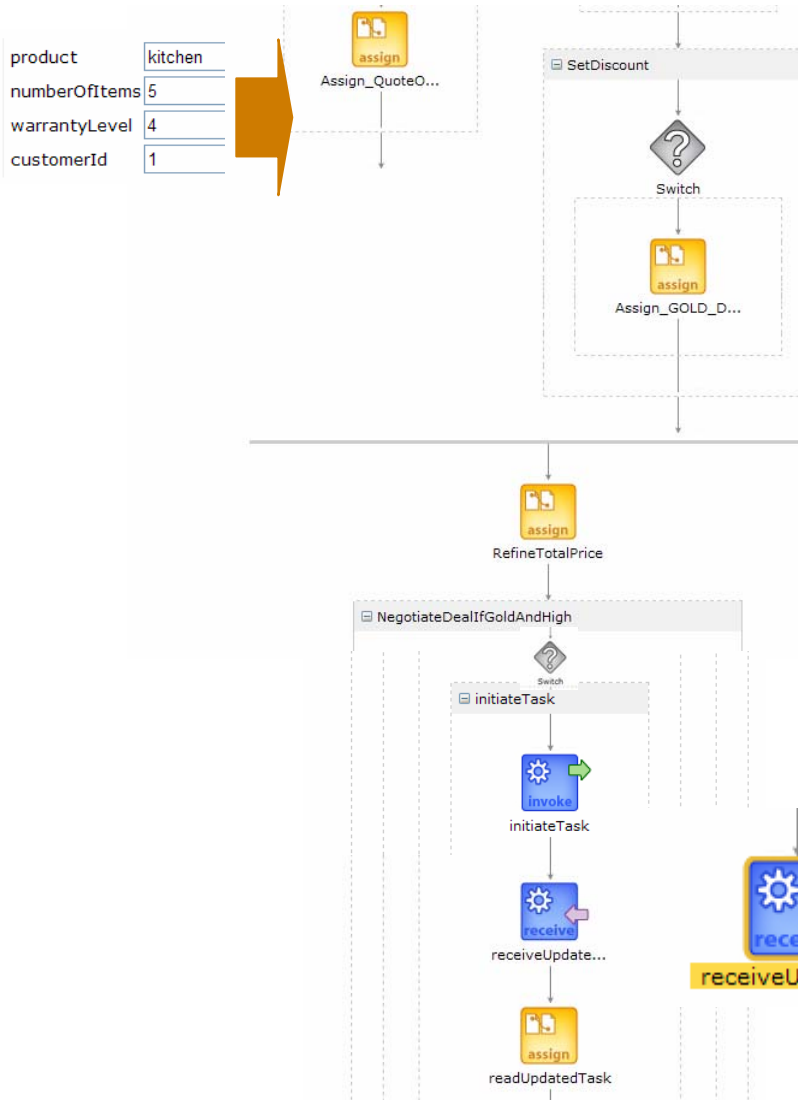 product kitchen
numberOfItems 5
warrantyLevel 4
customerId 1
assign
Assign_QuoteO...
SetDiscount
Switch
assign
Assign_GOLD_D...
assign
RefineTotalPrice
NegotiateDealIfGoldAndHigh
Switch
initiateTask
invoke
initiateTask
receive
receiveUpdate...
rece
receiveU
assign
readUpdatedTask